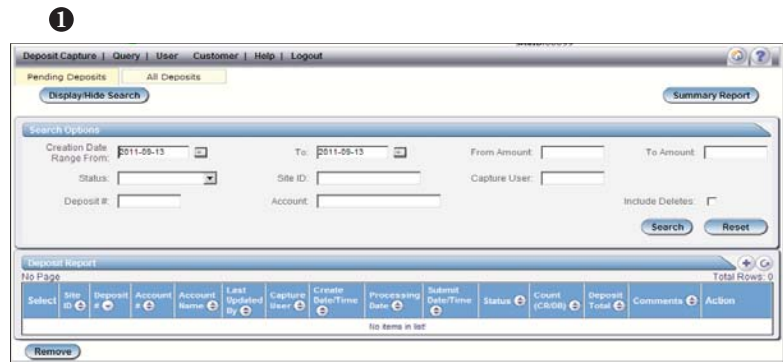 1
Deposit Capture | Query | User Customer | Help | Logout
Pending Deposits All Deposits
Display/Hide Search Summary Report
Search Options
Creation Date Range From: 2011-09-13 To: 2011-09-13 From Amount: To Amount:
Status: Site ID: Capture User:
Deposit #: Account: Include Deletes:
Search Reset
Deposit Report
No Page Total Rows: 0
Select Site ID Deposit # Account # Account Name Last Updated By Capture User Create Date/Time Processing Date Submit Date/Time Status Count (CR/DB) Deposit Total Comments Action
No items in list!
Remove